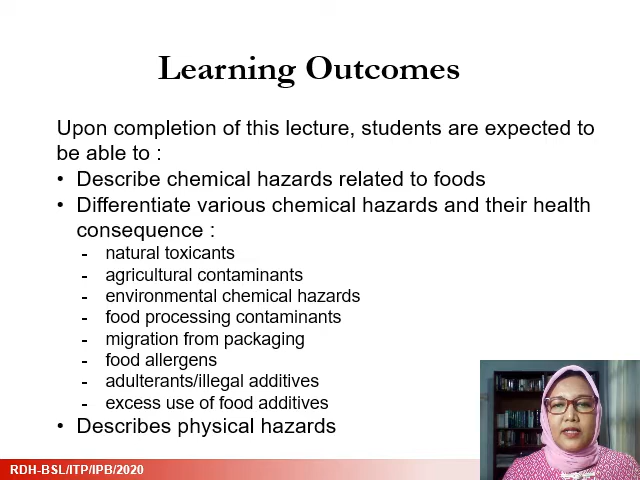 Learning Outcomes
Upon completion of this lecture, students are expected to
be able to :
• Describe chemical hazards related to foods
• Differentiate various chemical hazards and their health
consequence :
- natural toxicants
- agricultural contaminants
- environmental chemical hazards
- food processing contaminants
- migration from packaging
- food allergens
- adulterants/illegal additives
- excess use of food additives
• Describes physical hazards
RDH-BSL/ITP/IPB/2020